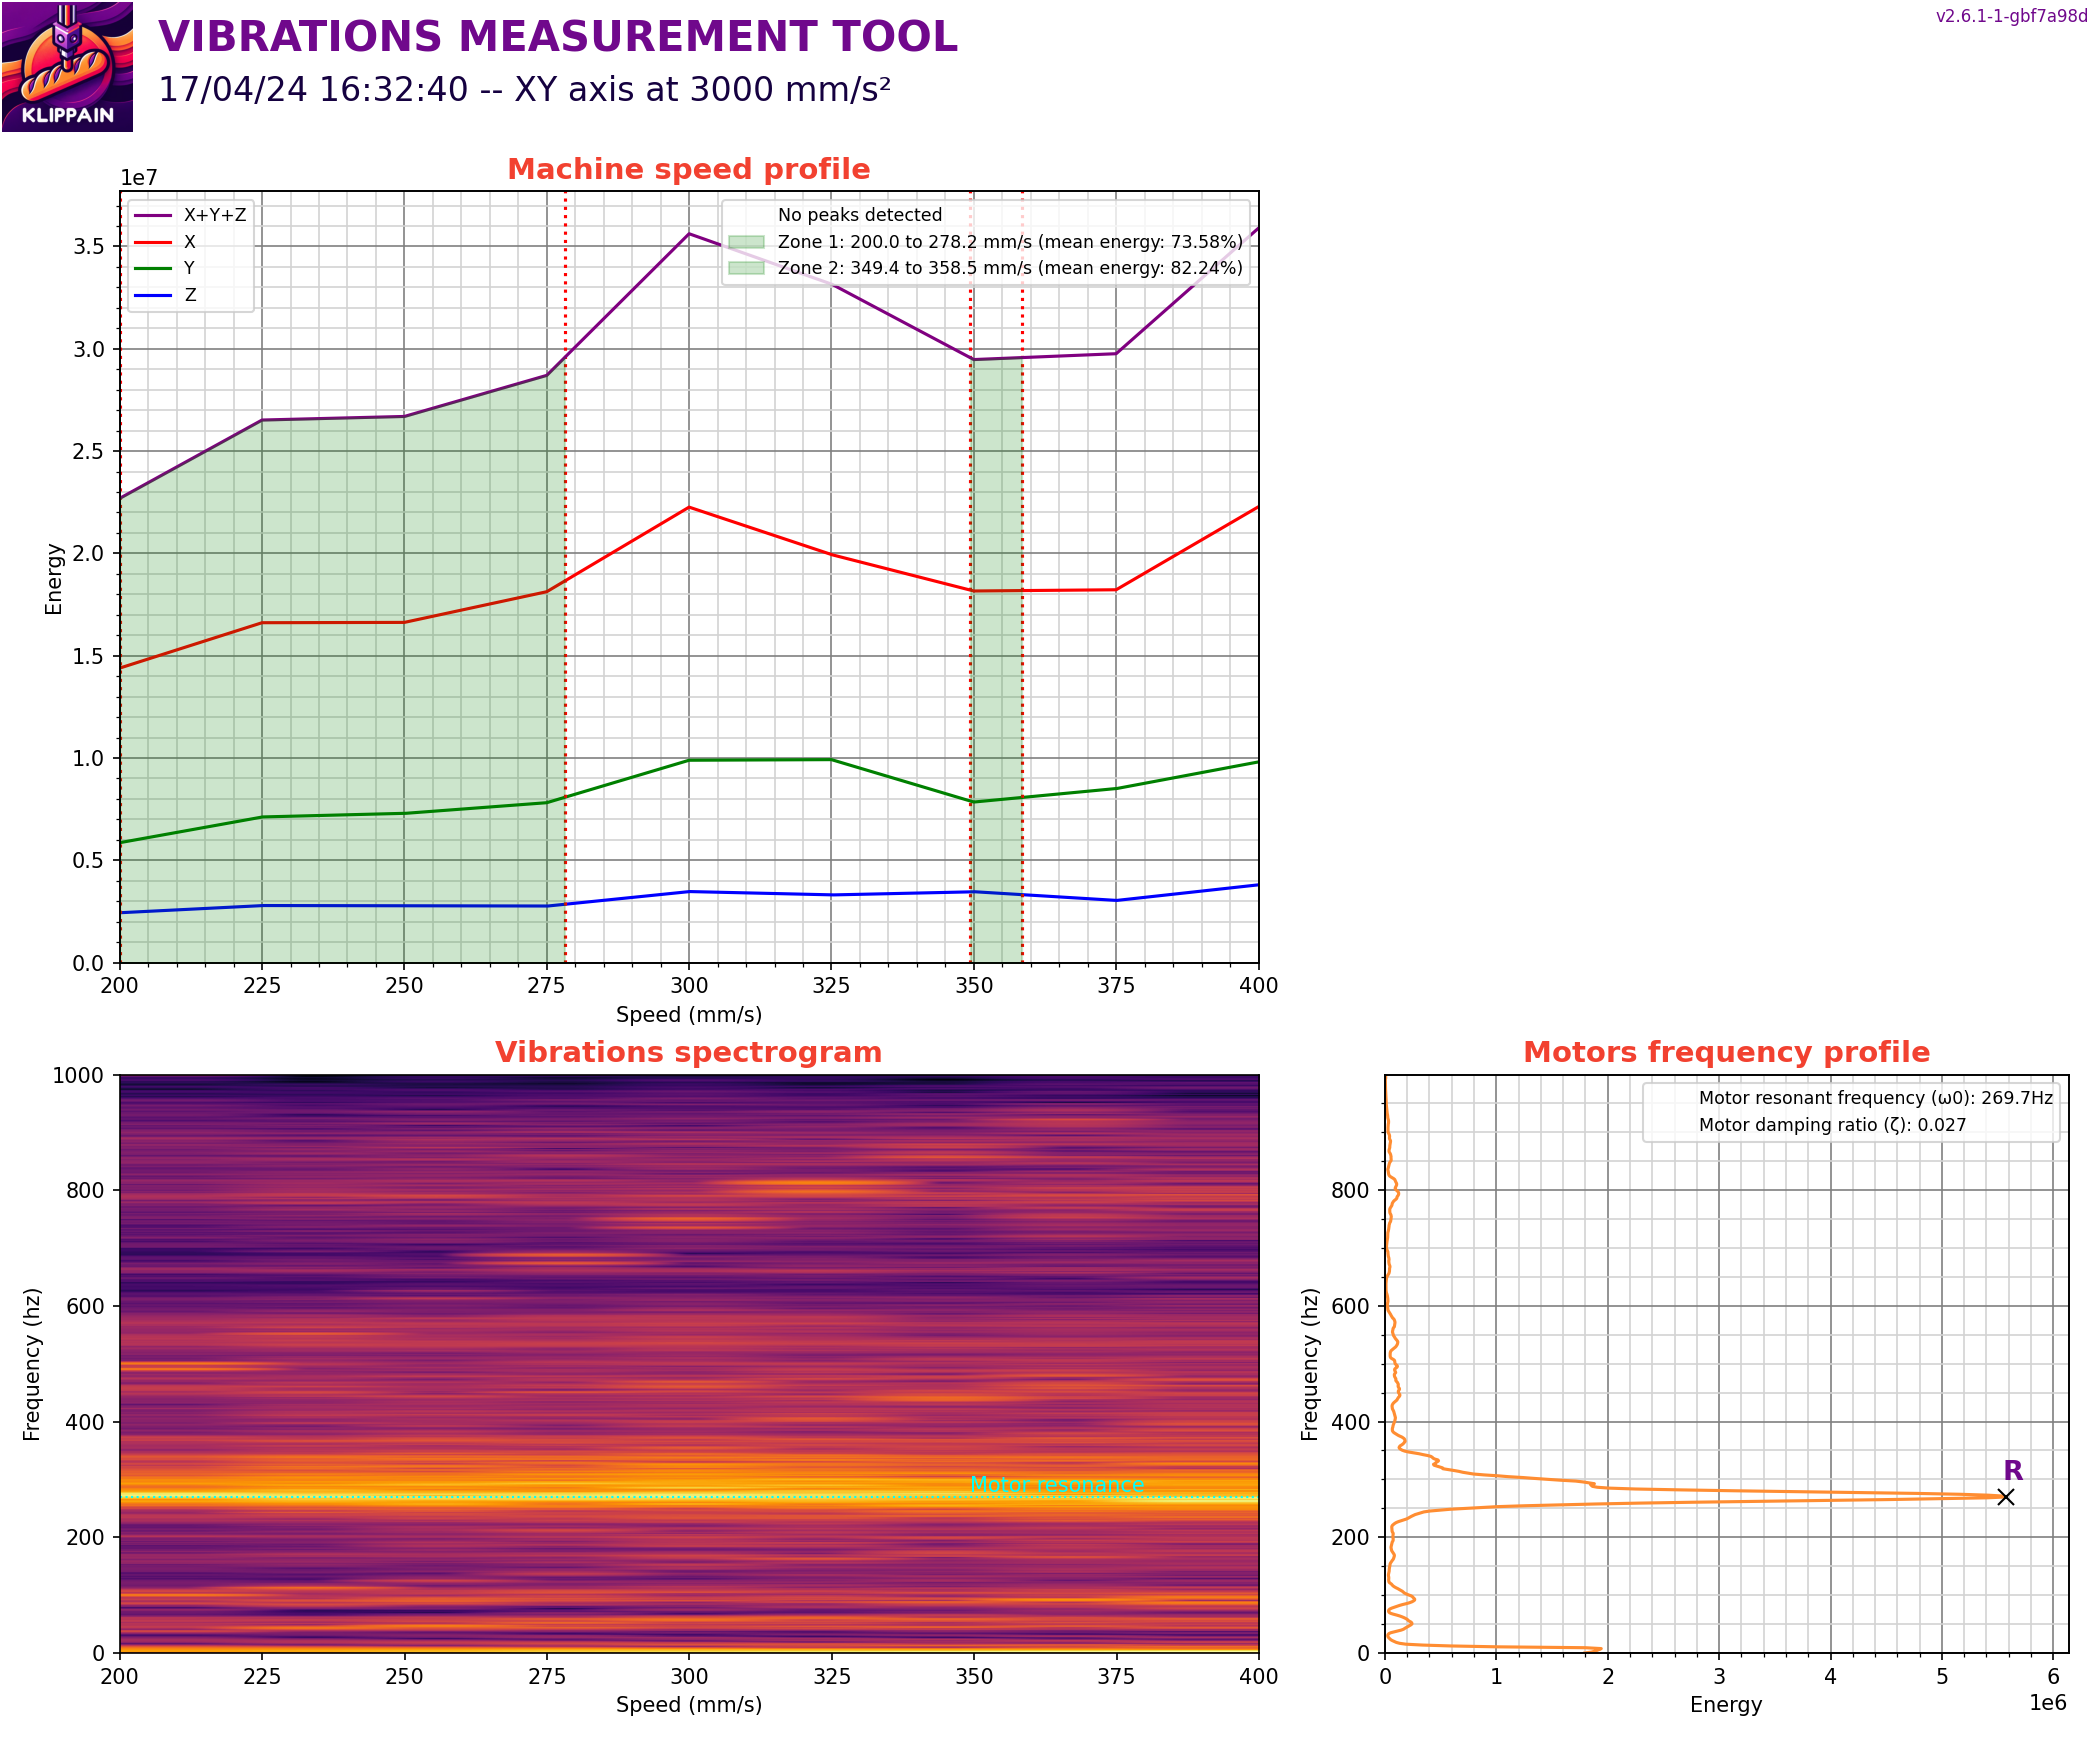 KLIPPAIN
VIBRATIONS MEASUREMENT TOOL
17/04/24 16:32:40 -- XY axis at 3000 mm/s²
v2.6.1-1-gbf7a98d
Machine speed profile
1e7
X+Y+Z
X
Y
Z
No peaks detected
Zone 1: 200.0 to 278.2 mm/s (mean energy: 73.58%)
Zone 2: 349.4 to 358.5 mm/s (mean energy: 82.24%)
3.5
3.0
2.5
2.0
1.5
1.0
0.5
0.0
Energy
200 225 250 275 300 325 350 375 400
Speed (mm/s)
Vibrations spectrogram
1000
800
600
400
200
0
Frequency (hz)
Motor resonance
200 225 250 275 300 325 350 375 400
Speed (mm/s)
Motors frequency profile
Motor resonant frequency (ω0): 269.7Hz
Motor damping ratio (ζ): 0.027
800
600
400
200
0
Frequency (hz)
R
0 1 2 3 4 5 6
Energy
1e6